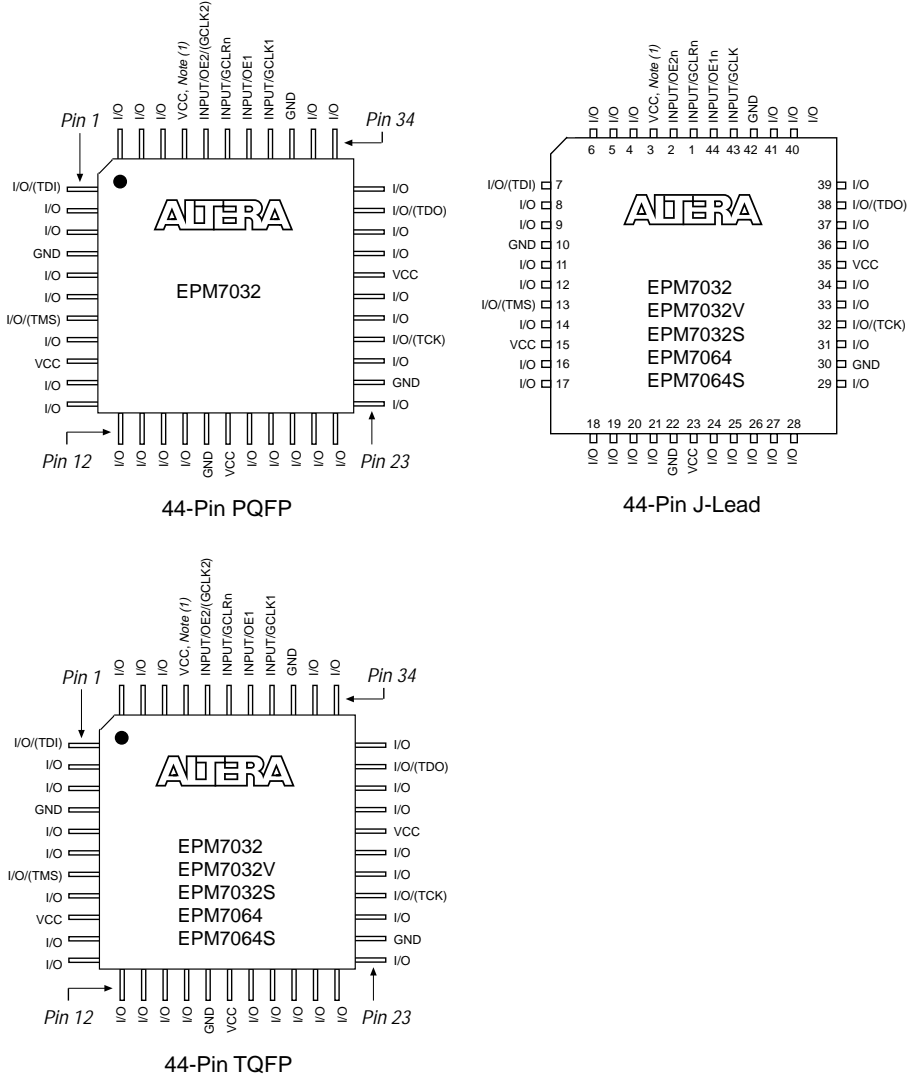 I/O I/O I/O VCC, Note (1) INPUT/OE2/(GCLK2) INPUT/GCLRn INPUT/OE1 INPUT/GCLK1 GND I/O I/O
Pin 1
Pin 34
I/O/(TDI)
I/O
I/O
GND
I/O
I/O
I/O/(TMS)
I/O
VCC
I/O
I/O
ALTERA
EPM7032
I/O
I/O/(TDO)
I/O
I/O
VCC
I/O
I/O
I/O/(TCK)
I/O
GND
I/O
Pin 12
Pin 23
I/O I/O I/O I/O GND VCC I/O I/O I/O I/O I/O
44-Pin PQFP
I/O I/O I/O VCC, Note (1) INPUT/OE2n INPUT/GCLRn INPUT/OE1n INPUT/GCLK GND I/O I/O I/O
6 5 4 3 2 1 44 43 42 41 40
I/O/(TDI) 7
I/O 8
I/O 9
GND 10
I/O 11
I/O 12
I/O/(TMS) 13
I/O 14
VCC 15
I/O 16
I/O 17
ALTERA
EPM7032
EPM7032V
EPM7032S
EPM7064
EPM7064S
39 I/O
38 I/O/(TDO)
37 I/O
36 I/O
35 VCC
34 I/O
33 I/O
32 I/O/(TCK)
31 I/O
30 GND
29 I/O
18 19 20 21 22 23 24 25 26 27 28
I/O I/O I/O I/O GND VCC I/O I/O I/O I/O I/O
44-Pin J-Lead
I/O I/O I/O VCC, Note (1) INPUT/OE2/(GCLK2) INPUT/GCLRn INPUT/OE1 INPUT/GCLK1 GND I/O I/O
Pin 1
Pin 34
I/O/(TDI)
I/O
I/O
GND
I/O
I/O
I/O/(TMS)
I/O
VCC
I/O
I/O
ALTERA
EPM7032
EPM7032V
EPM7032S
EPM7064
EPM7064S
I/O
I/O/(TDO)
I/O
I/O
VCC
I/O
I/O
I/O/(TCK)
I/O
GND
I/O
Pin 12
Pin 23
I/O I/O I/O I/O GND VCC I/O I/O I/O I/O I/O
44-Pin TQFP